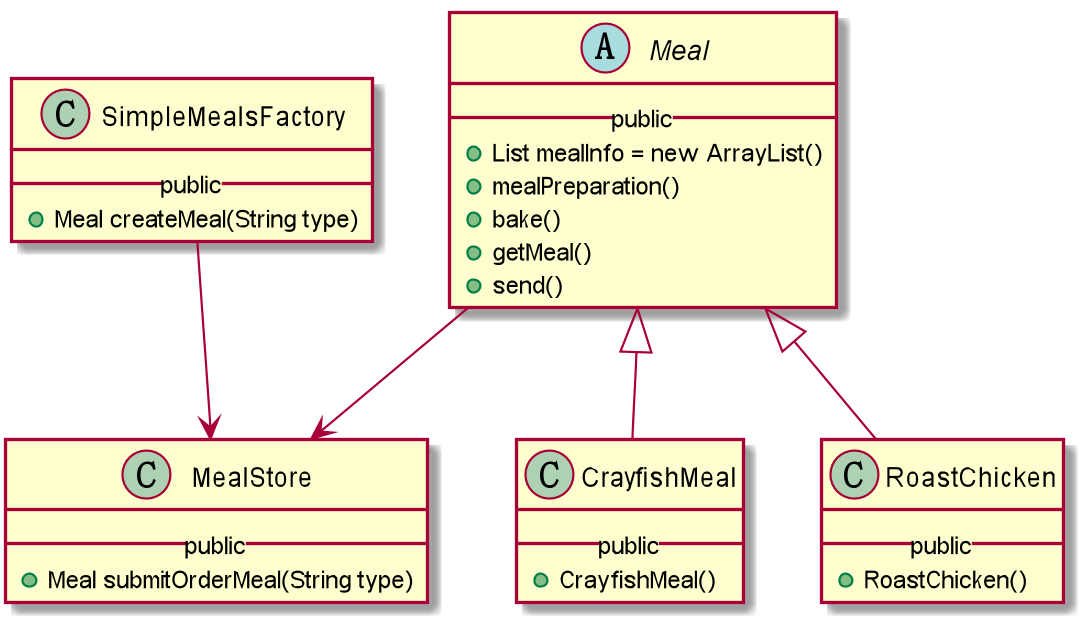 A Meal
public
List mealInfo = new ArrayList()
mealPreparation()
bake()
getMeal()
send()
C SimpleMealsFactory
public
Meal createMeal(String type)
C MealStore
public
Meal submitOrderMeal(String type)
C CrayfishMeal
public
CrayfishMeal()
C RoastChicken
public
RoastChicken()